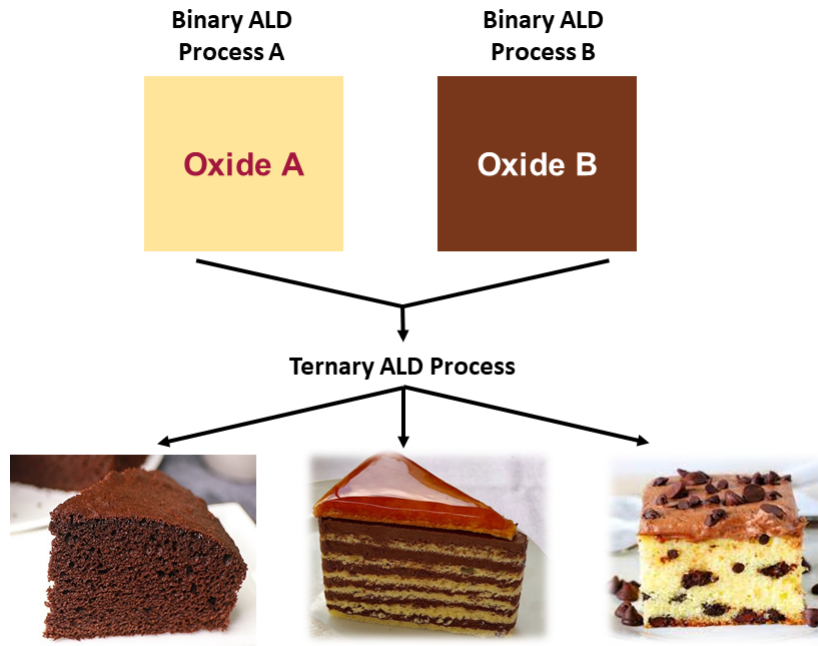 Binary ALD
Process A
Binary ALD
Process B
Oxide A
Oxide B
Ternary ALD Process